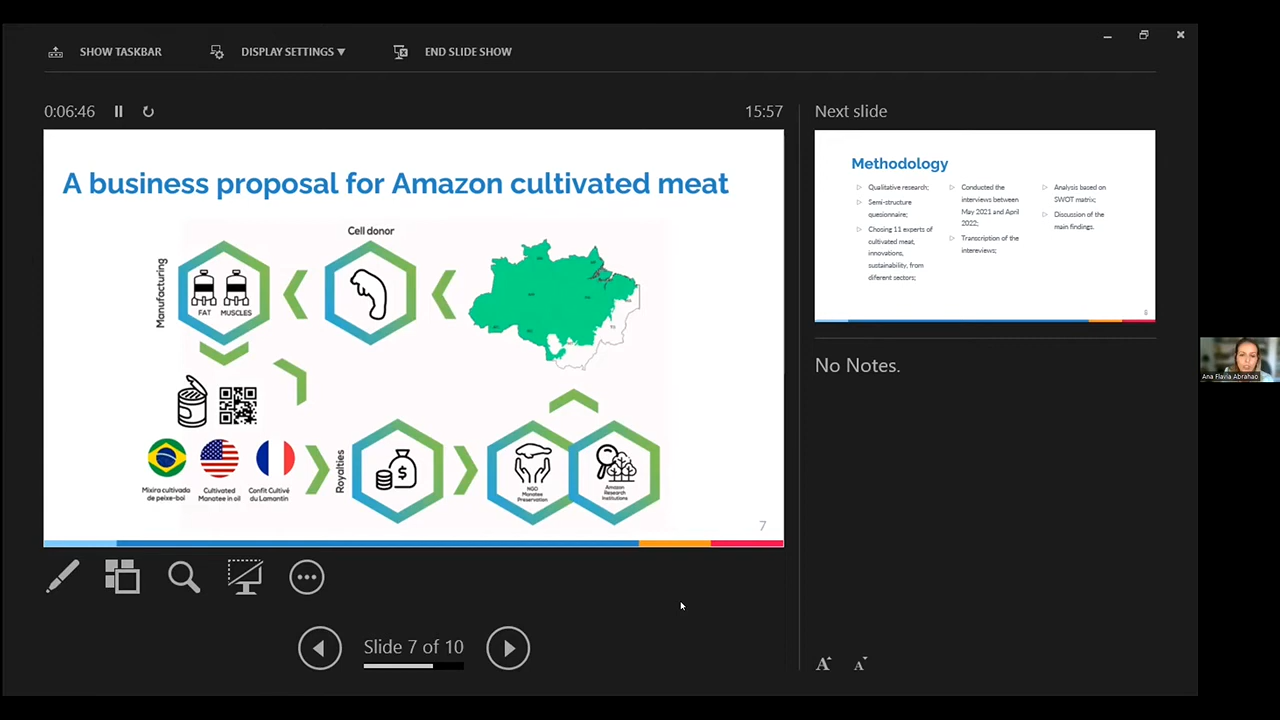 SHOW TASKBAR
DISPLAY SETTINGS
END SLIDE SHOW
0:06:46
15:57
A business proposal for Amazon cultivated meat
Cell donor
Manufacturing
FAT
MUSCLES
Mixira cultivada
de peixe-boi
Cultivated
Manatee in oil
Confit Cultivé
du Lamantin
Royalties
NGO
Manatee
Preservation
Amazon
Research
Institutions
7
Slide 7 of 10
Next slide
Methodology
Qualitative research;
Semi-structure
quesionnaire;
Chosing 11 experts of
cultivated meat,
innovations,
sustainability, from
diferent sectors;
Conducted the
interviews between
May 2021 and April
2022;
Transcription of the
intereviews;
Analysis based on
SWOT matrix;
Discussion of the
main findings.
8
No Notes.
A A
Ana Flavia Abrahao